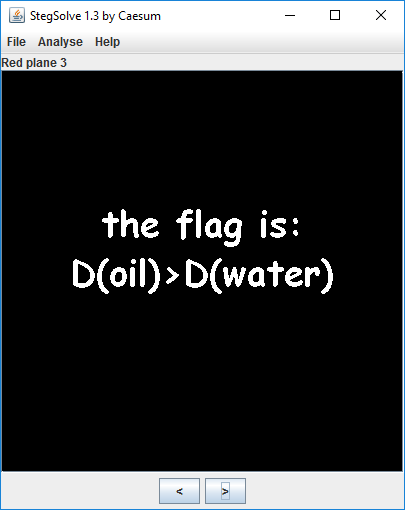 StegSolve 1.3 by Caesum
File Analyse Help
Red plane 3
the flag is:
D(oil)>D(water)
< >